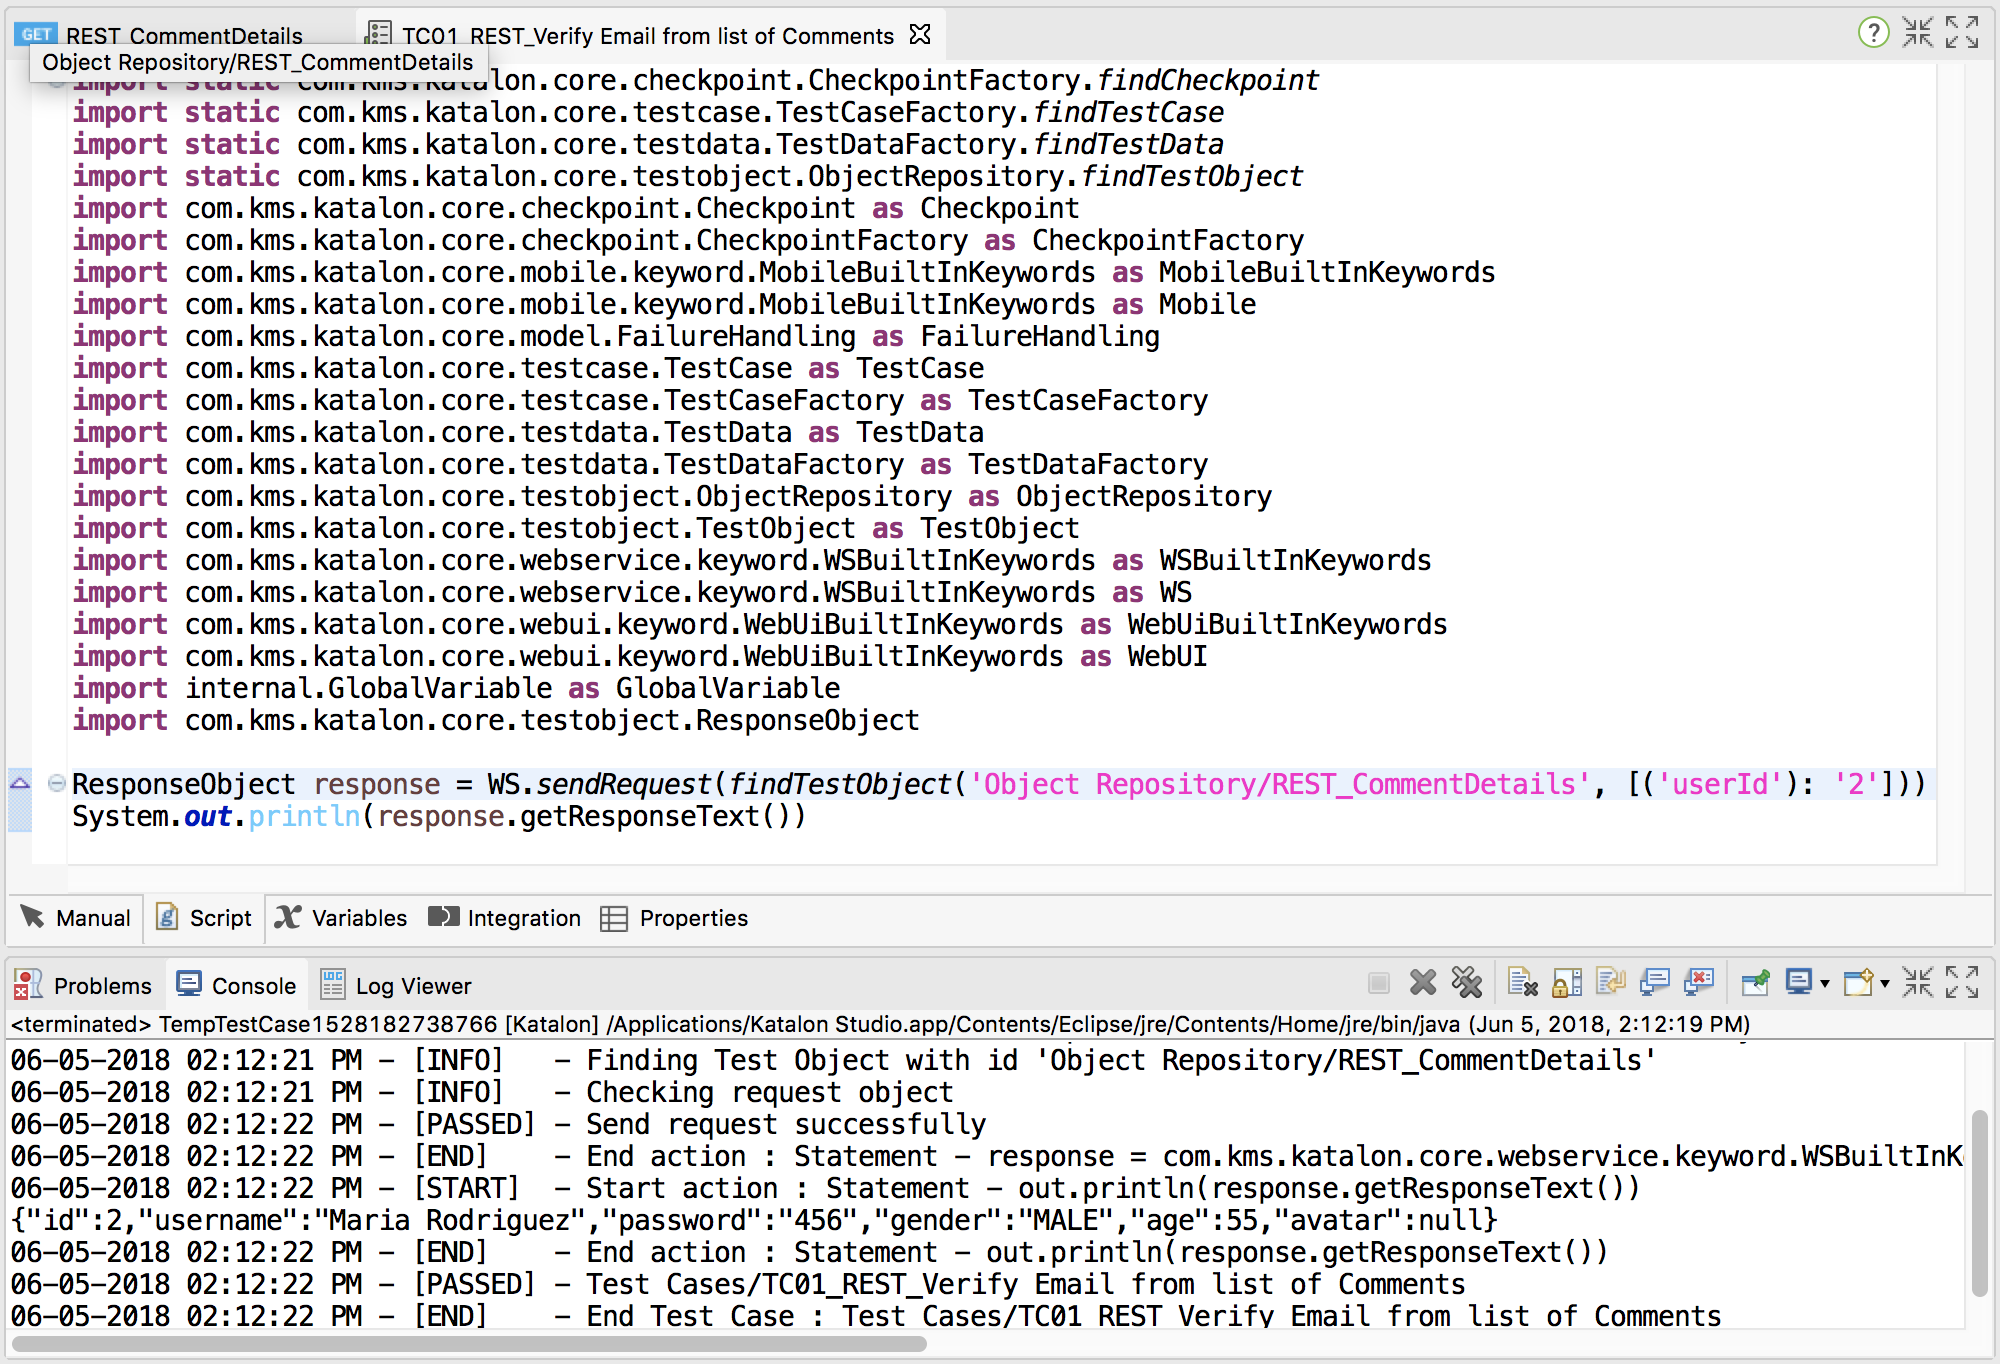 GET REST_CommentDetails TC01_REST_Verify Email from list of Comments ?
Object Repository/REST_CommentDetails
import static com.kms.katalon.core.checkpoint.CheckpointFactory.findCheckpoint
import static com.kms.katalon.core.testcase.TestCaseFactory.findTestCase
import static com.kms.katalon.core.testdata.TestDataFactory.findTestData
import static com.kms.katalon.core.testobject.ObjectRepository.findTestObject
import com.kms.katalon.core.checkpoint.Checkpoint as Checkpoint
import com.kms.katalon.core.checkpoint.CheckpointFactory as CheckpointFactory
import com.kms.katalon.core.mobile.keyword.MobileBuiltInKeywords as MobileBuiltInKeywords
import com.kms.katalon.core.mobile.keyword.MobileBuiltInKeywords as Mobile
import com.kms.katalon.core.model.FailureHandling as FailureHandling
import com.kms.katalon.core.testcase.TestCase as TestCase
import com.kms.katalon.core.testcase.TestCaseFactory as TestCaseFactory
import com.kms.katalon.core.testdata.TestData as TestData
import com.kms.katalon.core.testdata.TestDataFactory as TestDataFactory
import com.kms.katalon.core.testobject.ObjectRepository as ObjectRepository
import com.kms.katalon.core.testobject.TestObject as TestObject
import com.kms.katalon.core.webservice.keyword.WSBuiltInKeywords as WSBuiltInKeywords
import com.kms.katalon.core.webservice.keyword.WSBuiltInKeywords as WS
import com.kms.katalon.core.webui.keyword.WebUiBuiltInKeywords as WebUiBuiltInKeywords
import com.kms.katalon.core.webui.keyword.WebUiBuiltInKeywords as WebUI
import internal.GlobalVariable as GlobalVariable
import com.kms.katalon.core.testobject.ResponseObject
ResponseObject response = WS.sendRequest(findTestObject('Object Repository/REST_CommentDetails', [('userId'): '2']))
System.out.println(response.getResponseText())
Manual Script Variables Integration Properties
Problems Console Log Viewer
<terminated> TempTestCase1528182738766 [Katalon] /Applications/Katalon Studio.app/Contents/Eclipse/jre/Contents/Home/jre/bin/java (Jun 5, 2018, 2:12:19 PM)
06-05-2018 02:12:21 PM - [INFO]   - Finding Test Object with id 'Object Repository/REST_CommentDetails'
06-05-2018 02:12:21 PM - [INFO]   - Checking request object
06-05-2018 02:12:22 PM - [PASSED] - Send request successfully
06-05-2018 02:12:22 PM - [END]    - End action : Statement - response = com.kms.katalon.core.webservice.keyword.WSBuiltInK
06-05-2018 02:12:22 PM - [START]  - Start action : Statement - out.println(response.getResponseText())
{"id":2,"username":"Maria Rodriguez","password":"456","gender":"MALE","age":55,"avatar":null}
06-05-2018 02:12:22 PM - [END]    - End action : Statement - out.println(response.getResponseText())
06-05-2018 02:12:22 PM - [PASSED] - Test Cases/TC01_REST_Verify Email from list of Comments
06-05-2018 02:12:22 PM - [END]    - End Test Case : Test Cases/TC01_REST_Verify Email from list of Comments